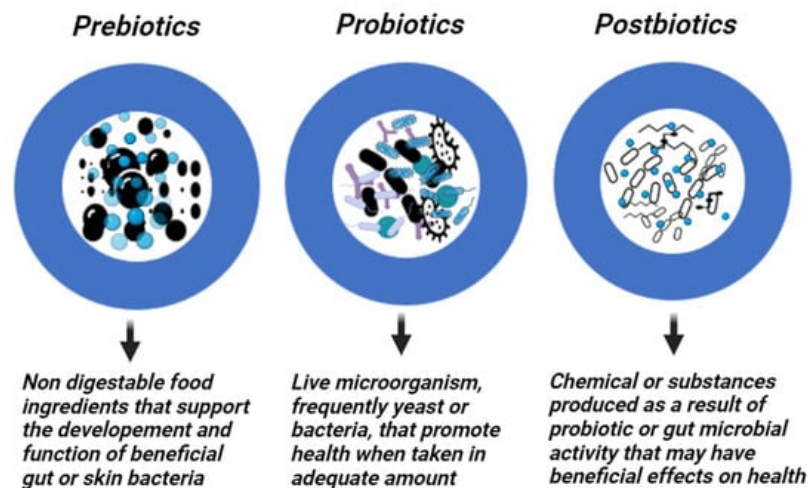 Prebiotics
Probiotics
Postbiotics
Non digestable food
ingredients that support
the developement and
function of beneficial
gut or skin bacteria
Live microorganism,
frequently yeast or
bacteria, that promote
health when taken in
adequate amount
Chemical or substances
produced as a result of
probiotic or gut microbial
activity that may have
beneficial effects on health